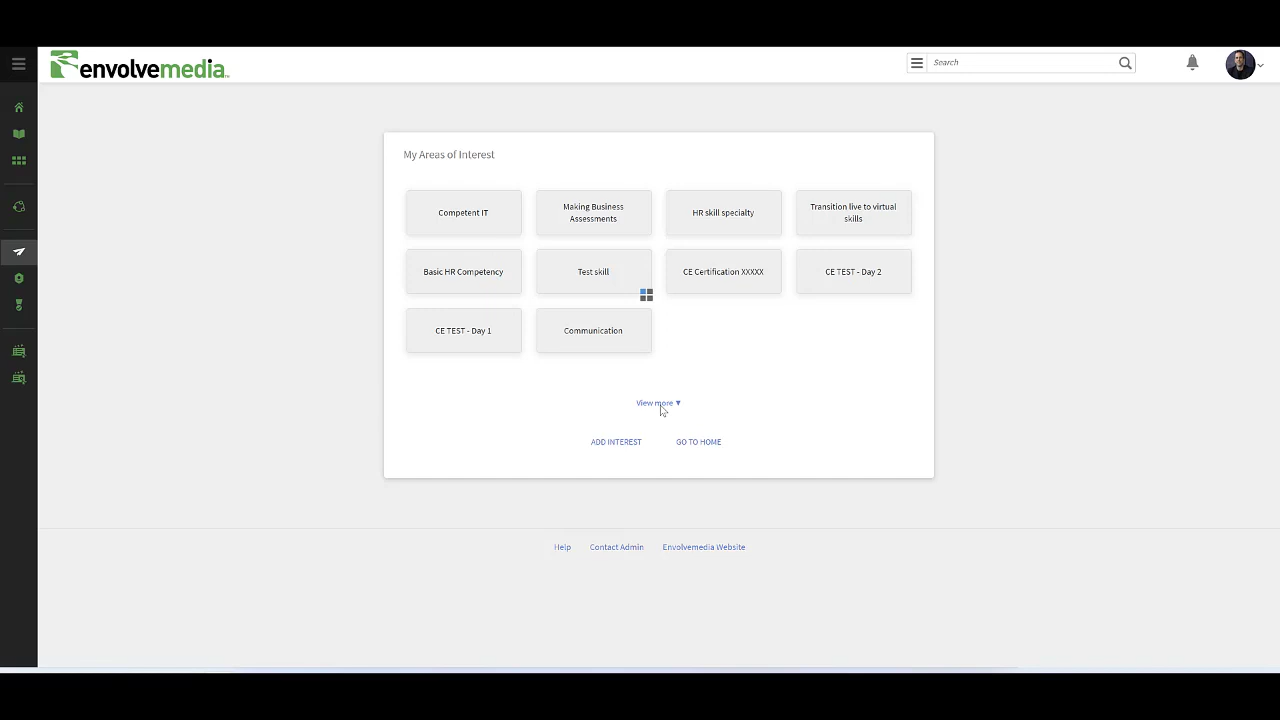 envolvemedia
Search
My Areas of Interest
Competent IT
Making Business
Assessments
HR skill specialty
Transition live to virtual
skills
Basic HR Competency
Test skill
CE Certification XXXXX
CE TEST - Day 2
CE TEST - Day 1
Communication
View more ▼
ADD INTEREST
GO TO HOME
Help
Contact Admin
Envolvemedia Website